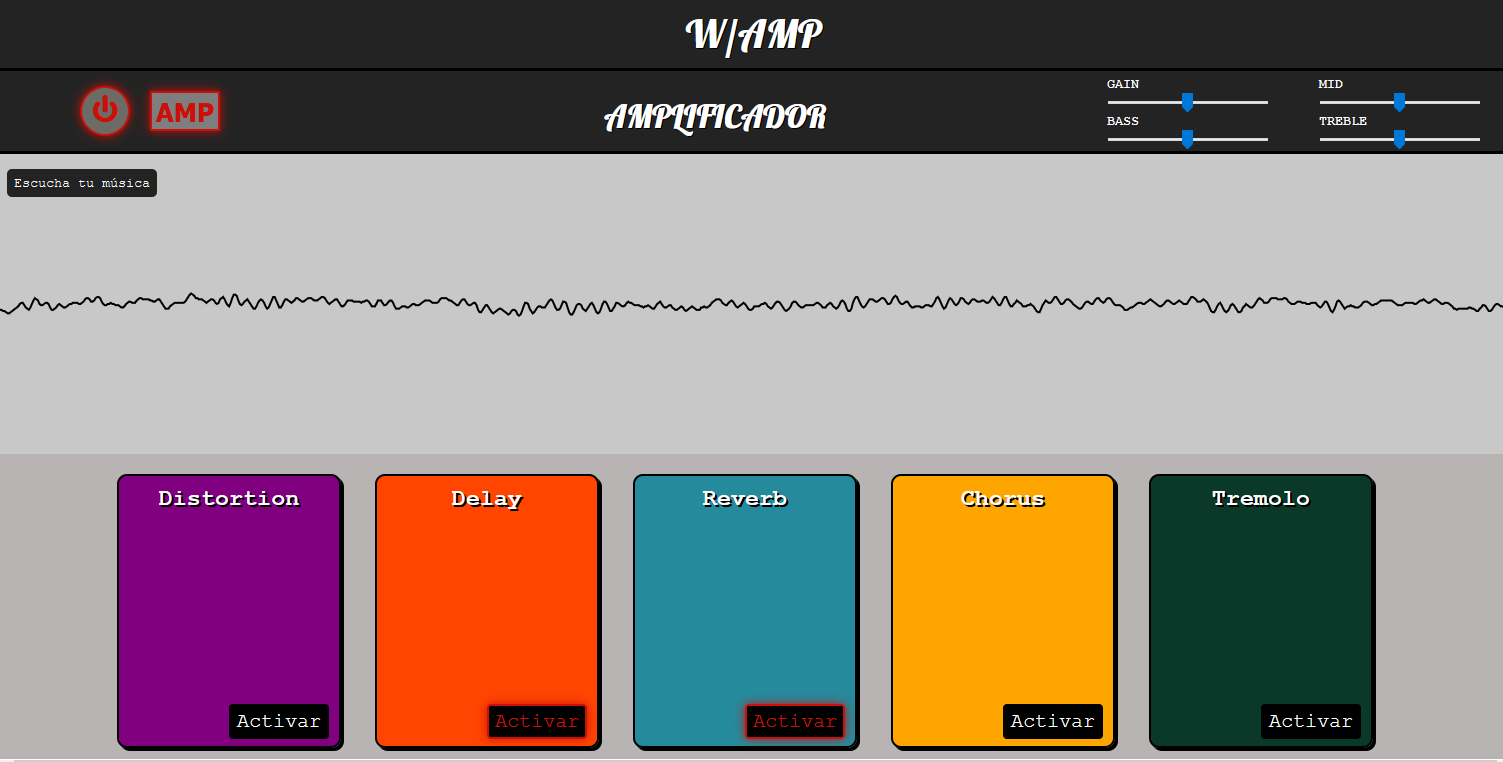 W/AMP
AMP
AMPLIFICADOR
GAIN
MID
BASS
TREBLE
Escucha tu música
Distortion
Delay
Reverb
Chorus
Tremolo
Activar
Activar
Activar
Activar
Activar